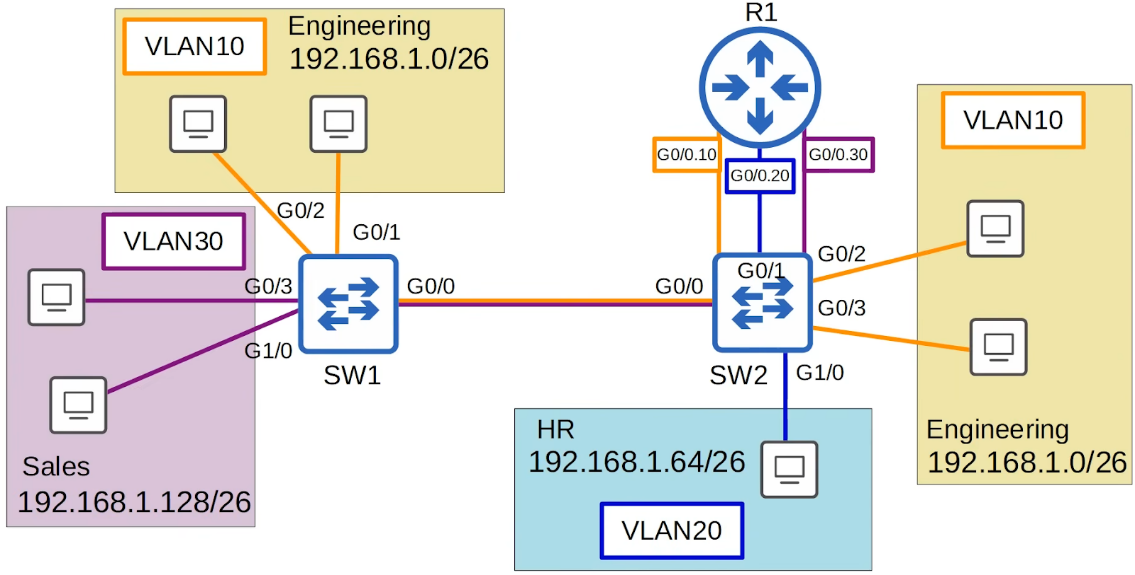 R1
Engineering
192.168.1.0/26
VLAN10
VLAN10
G0/0.10
G0/0.20
G0/0.30
G0/2
G0/1
VLAN30
G0/3
G0/0
G0/0
G0/1
G0/2
G0/3
G1/0
SW1
SW2
G1/0
Sales
192.168.1.128/26
HR
192.168.1.64/26
VLAN20
Engineering
192.168.1.0/26